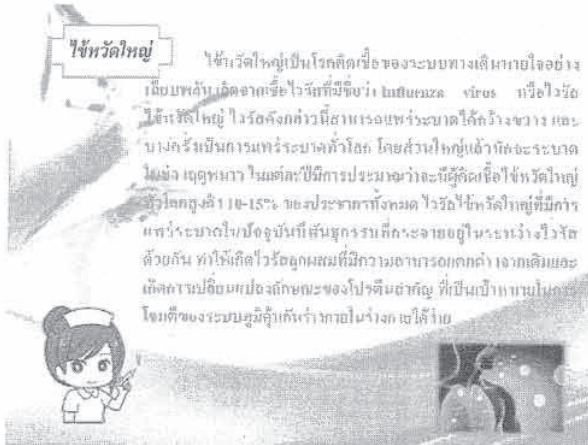 ไข้หวัดใหญ่
ไข้หวัดใหญ่เป็นโรคติดเชื้อของระบบทางเดินหายใจอย่าง
เฉียบพลัน เกิดจากเชื้อไวรัสที่มีชื่อว่า Influenza virus หรือไวรัส
ไข้หวัดใหญ่ ไวรัสดังกล่าวนี้สามารถแพร่ระบาดได้กว้างขวาง และ
บางครั้งเป็นการแพร่ระบาดทั่วโลก โดยส่วนใหญ่แล้วมักจะระบาด
ในช่วงฤดูหนาว ในแต่ละปีมีการประมาณว่าจะมีผู้ติดเชื้อไข้หวัดใหญ่
ทั่วโลกสูงถึง 10-15% ของประชากรทั้งหมด ไวรัสไข้หวัดใหญ่ที่มีการ
แพร่ระบาดในปัจจุบันมีสารพันธุกรรมที่กระจายอยู่ในระหว่างไวรัส
ด้วยกัน ทำให้เกิดไวรัสลูกผสมที่มีความสามารถแตกต่างจากเดิมและ
เกิดการเปลี่ยนแปลงลักษณะของโปรตีนสำคัญ ที่เป็นเป้าหมายในการ
โจมตีของระบบภูมิคุ้มกันร่างกายในร่างกายได้ง่าย